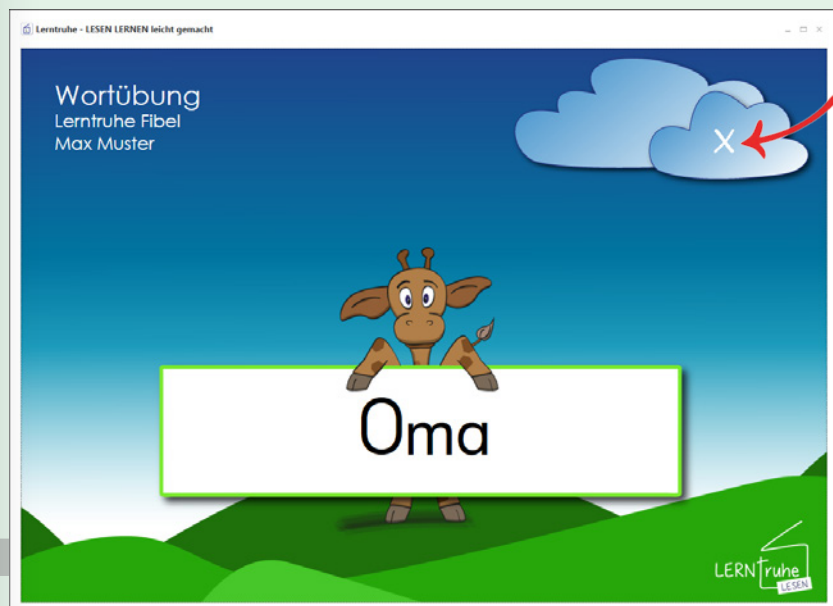 Lerntruhe - LESEN LERNEN leicht gemacht
Wortübung
Lerntruhe Fibel
Max Muster
X
Oma
LERNTruhe
LESEN